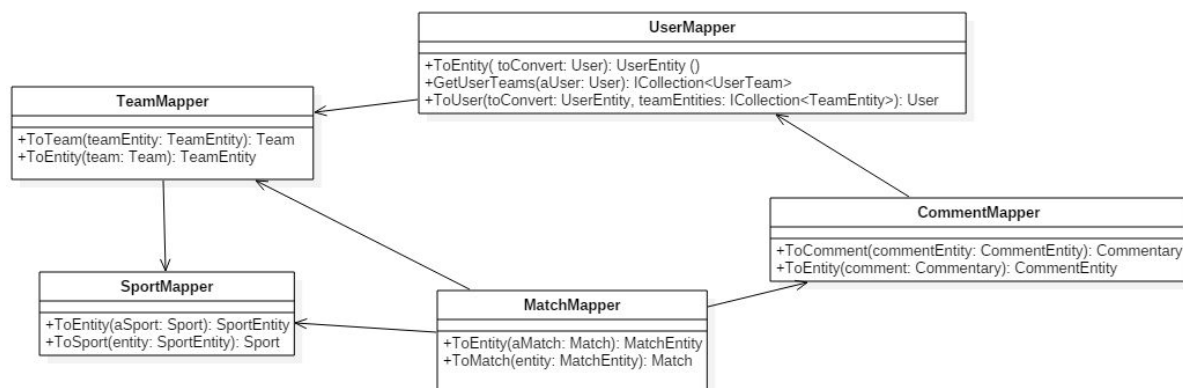 UserMapper
+ToEntity( toConvert: User): UserEntity ()
+GetUserTeams(aUser: User): ICollection<UserTeam>
+ToUser(toConvert: UserEntity, teamEntities: ICollection<TeamEntity>): User
TeamMapper
+ToTeam(teamEntity: TeamEntity): Team
+ToEntity(team: Team): TeamEntity
CommentMapper
+ToComment(commentEntity: CommentEntity): Commentary
+ToEntity(comment: Commentary): CommentEntity
SportMapper
+ToEntity(aSport: Sport): SportEntity
+ToSport(entity: SportEntity): Sport
MatchMapper
+ToEntity(aMatch: Match): MatchEntity
+ToMatch(entity: MatchEntity): Match